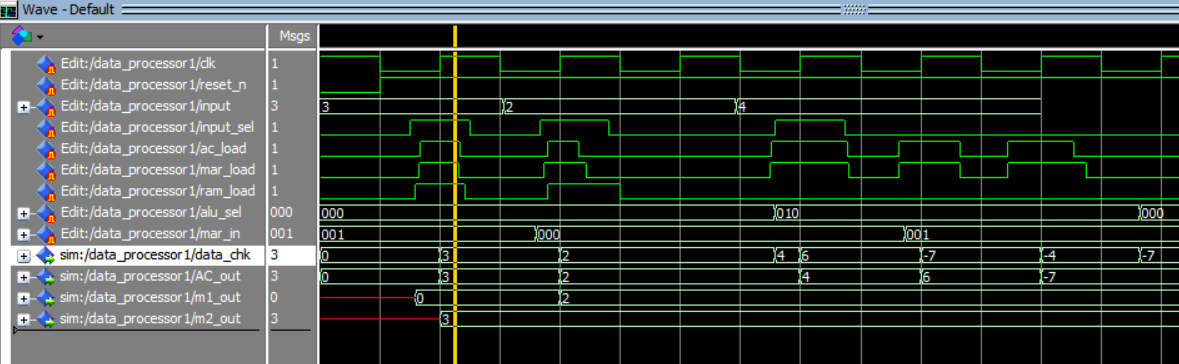 Wave - Default
Msgs
Edit:/data_processor1/clk 1
Edit:/data_processor1/reset_n 1
Edit:/data_processor1/input 3 3 2 4
Edit:/data_processor1/input_sel 1
Edit:/data_processor1/ac_load 1
Edit:/data_processor1/mar_load 1
Edit:/data_processor1/ram_load 1
Edit:/data_processor1/alu_sel 000 000 010 000
Edit:/data_processor1/mar_in 001 001 000 001
sim:/data_processor1/data_chk 3 0 3 2 4 6 -7 -4 -7
sim:/data_processor1/AC_out 3 0 3 2 4 6 -7
sim:/data_processor1/m1_out 0 0 2
sim:/data_processor1/m2_out 3 3